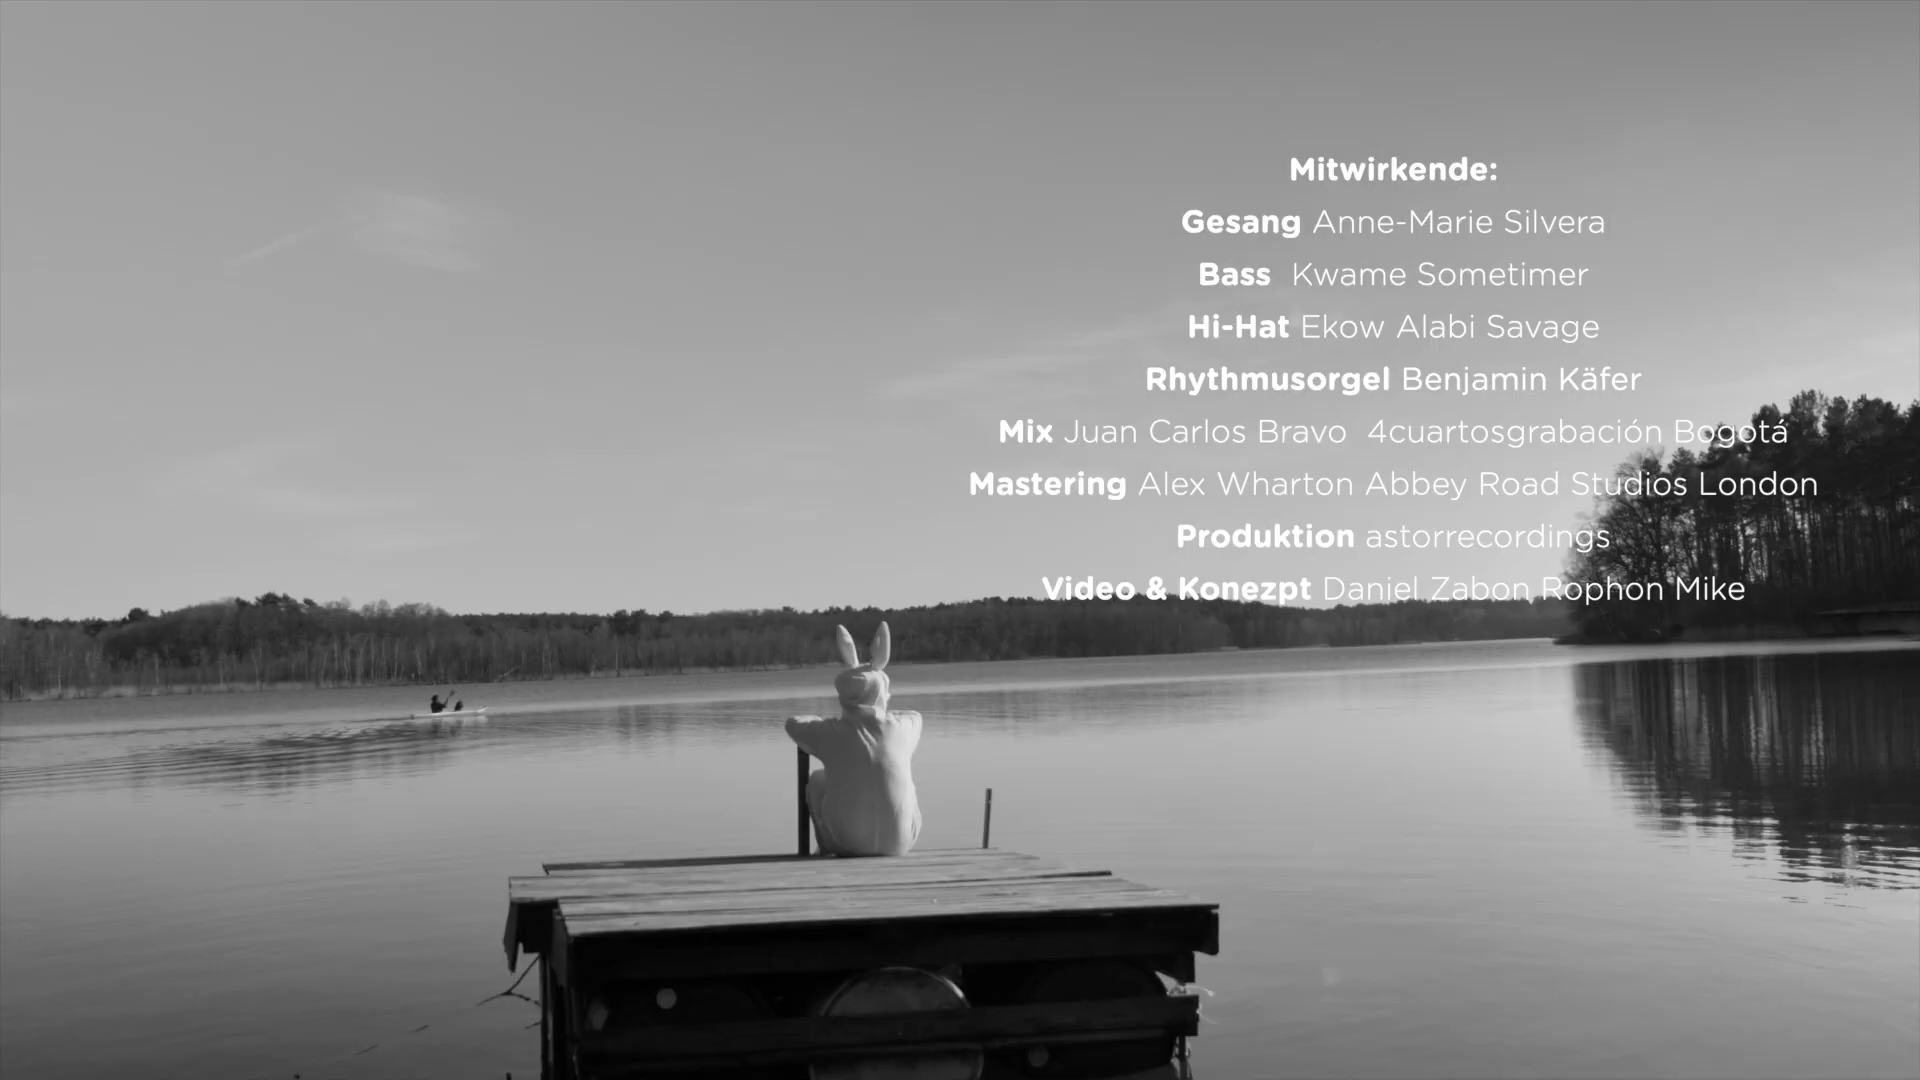 Mitwirkende:
Gesang Anne-Marie Silvera
Bass Kwame Sometimer
Hi-Hat Ekow Alabi Savage
Rhythmusorgel Benjamin Käfer
Mix Juan Carlos Bravo 4cuartosgrabación Bogotá
Mastering Alex Wharton Abbey Road Studios London
Produktion astorrecordings
Video & Konezpt Daniel Zabon Rophon Mike